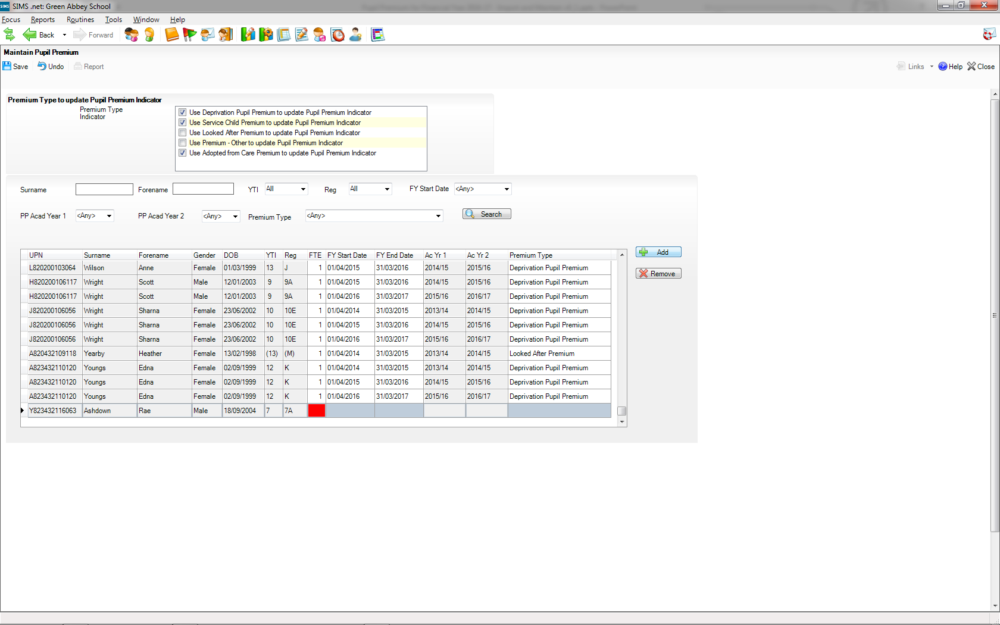 SIMS SIMS .net: Green Abbey School
Focus Reports Routines Tools Window Help
Back Forward
Maintain Pupil Premium
Save Undo Report Links Help Close
Premium Type to update Pupil Premium Indicator
Premium Type
Indicator
Use Deprivation Pupil Premium to update Pupil Premium Indicator
Use Service Child Premium to update Pupil Premium Indicator
Use Looked After Premium to update Pupil Premium Indicator
Use Premium - Other to update Pupil Premium Indicator
Use Adopted from Care Premium to update Pupil Premium Indicator
Surname Forename YTI All Reg All FY Start Date <Any>
PP Acad Year 1 <Any> PP Acad Year 2 <Any> Premium Type <Any> Search
UPN Surname Forename Gender DOB YTI Reg FTE FY Start Date FY End Date Ac Yr 1 Ac Yr 2 Premium Type Add
L820200103064 Wilson Anne Female 01/03/1999 13 J 1 01/04/2015 31/03/2016 2014/15 2015/16 Deprivation Pupil Premium Remove
H820200106117 Wright Scott Male 12/01/2003 9 9A 1 01/04/2015 31/03/2016 2014/15 2015/16 Deprivation Pupil Premium
H820200106117 Wright Scott Male 12/01/2003 9 9A 1 01/04/2016 31/03/2017 2015/16 2016/17 Deprivation Pupil Premium
J820200106056 Wright Sharna Female 23/06/2002 10 10E 1 01/04/2014 31/03/2015 2013/14 2014/15 Deprivation Pupil Premium
J820200106056 Wright Sharna Female 23/06/2002 10 10E 1 01/04/2015 31/03/2016 2014/15 2015/16 Deprivation Pupil Premium
J820200106056 Wright Sharna Female 23/06/2002 10 10E 1 01/04/2016 31/03/2017 2015/16 2016/17 Deprivation Pupil Premium
A820432109118 Yearby Heather Female 13/02/1998 (13) (M) 1 01/04/2014 31/03/2015 2013/14 2014/15 Looked After Premium
A823432110120 Youngs Edna Female 02/09/1999 12 K 1 01/04/2014 31/03/2015 2013/14 2014/15 Deprivation Pupil Premium
A823432110120 Youngs Edna Female 02/09/1999 12 K 1 01/04/2015 31/03/2016 2014/15 2015/16 Deprivation Pupil Premium
A823432110120 Youngs Edna Female 02/09/1999 12 K 1 01/04/2016 31/03/2017 2015/16 2016/17 Deprivation Pupil Premium
Y823432116063 Ashdown Rae Male 18/09/2004 7 7A